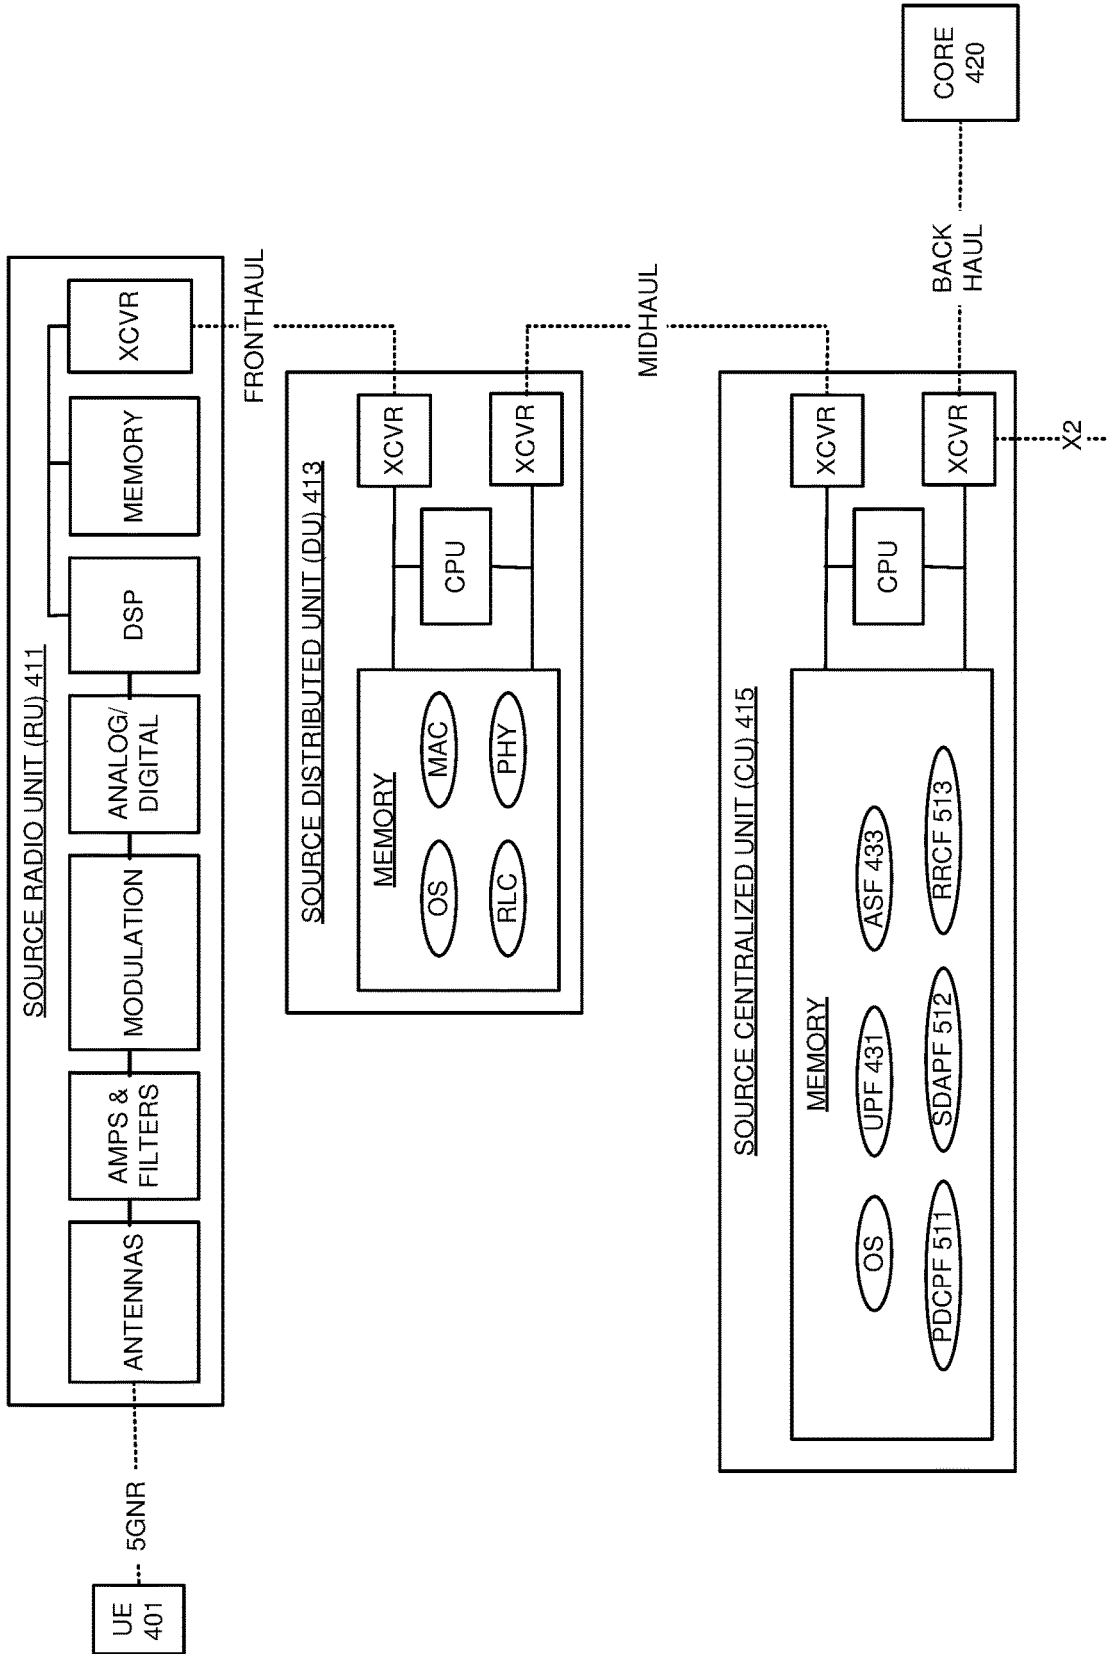 SOURCE RADIO UNIT (RU) 411
UE
401
5GNR
ANTENNAS
AMPS &
FILTERS
MODULATION
ANALOG/
DIGITAL
DSP
MEMORY
XCVR
FRONTHAUL
SOURCE DISTRIBUTED UNIT (DU) 413
MEMORY
OS
MAC
RLC
PHY
CPU
XCVR
XCVR
MIDHAUL
SOURCE CENTRALIZED UNIT (CU) 415
MEMORY
OS
UPF 431
ASF 433
PDCPF 511
SDAPF 512
RRCF 513
CPU
XCVR
XCVR
X2
BACK
HAUL
CORE
420